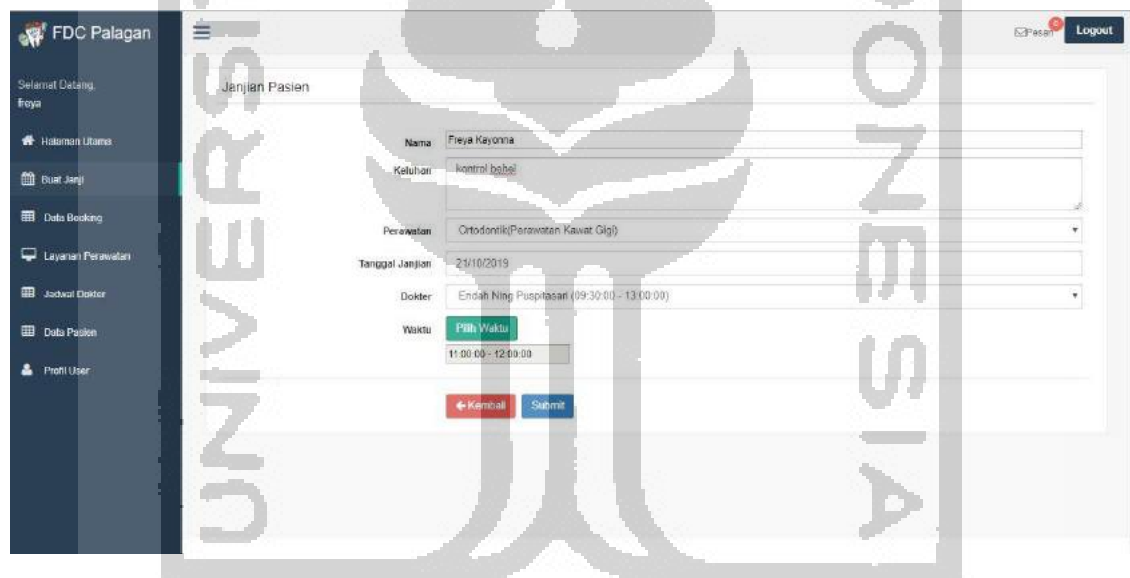 FDC Palagan
Pesan 0
Logout
Selamat Datang,
freya
Halaman Utama
Buat Janji
Data Booking
Layanan Perawatan
Jadwal Dokter
Data Pasien
Profil User
Janjian Pasien
Nama Freya Kayonna
Keluhan kontrol behel
Perawatan Ortodontik(Perawatan Kawat Gigi)
Tanggal Janjian 21/10/2019
Dokter Endah Ning Puspitasari (09:30:00 - 13:00:00)
Waktu Pilih Waktu
11:00:00 - 12:00:00
Kembali Submit
UNIVERSI
ONESIA